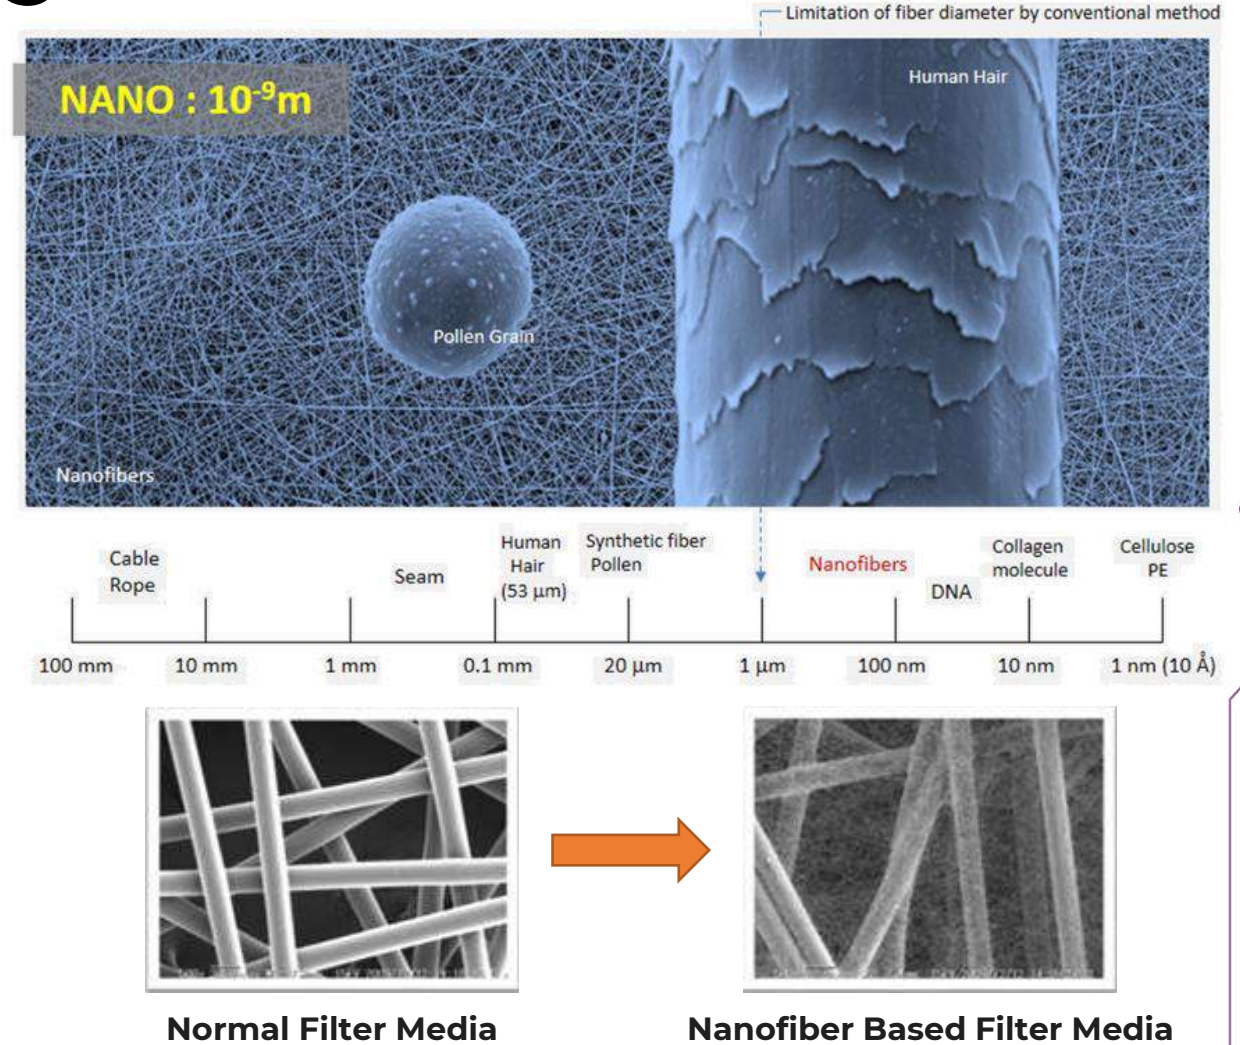 Limitation of fiber diameter by conventional method
NANO : 10⁻⁹m
Human Hair
Pollen Grain
Nanofibers
Cable
Rope
Seam
Human
Hair
(53 µm)
Synthetic fiber
Pollen
Nanofibers
DNA
Collagen
molecule
Cellulose
PE
100 mm
10 mm
1 mm
0.1 mm
20 µm
1 µm
100 nm
10 nm
1 nm (10 Å)
Normal Filter Media
Nanofiber Based Filter Media